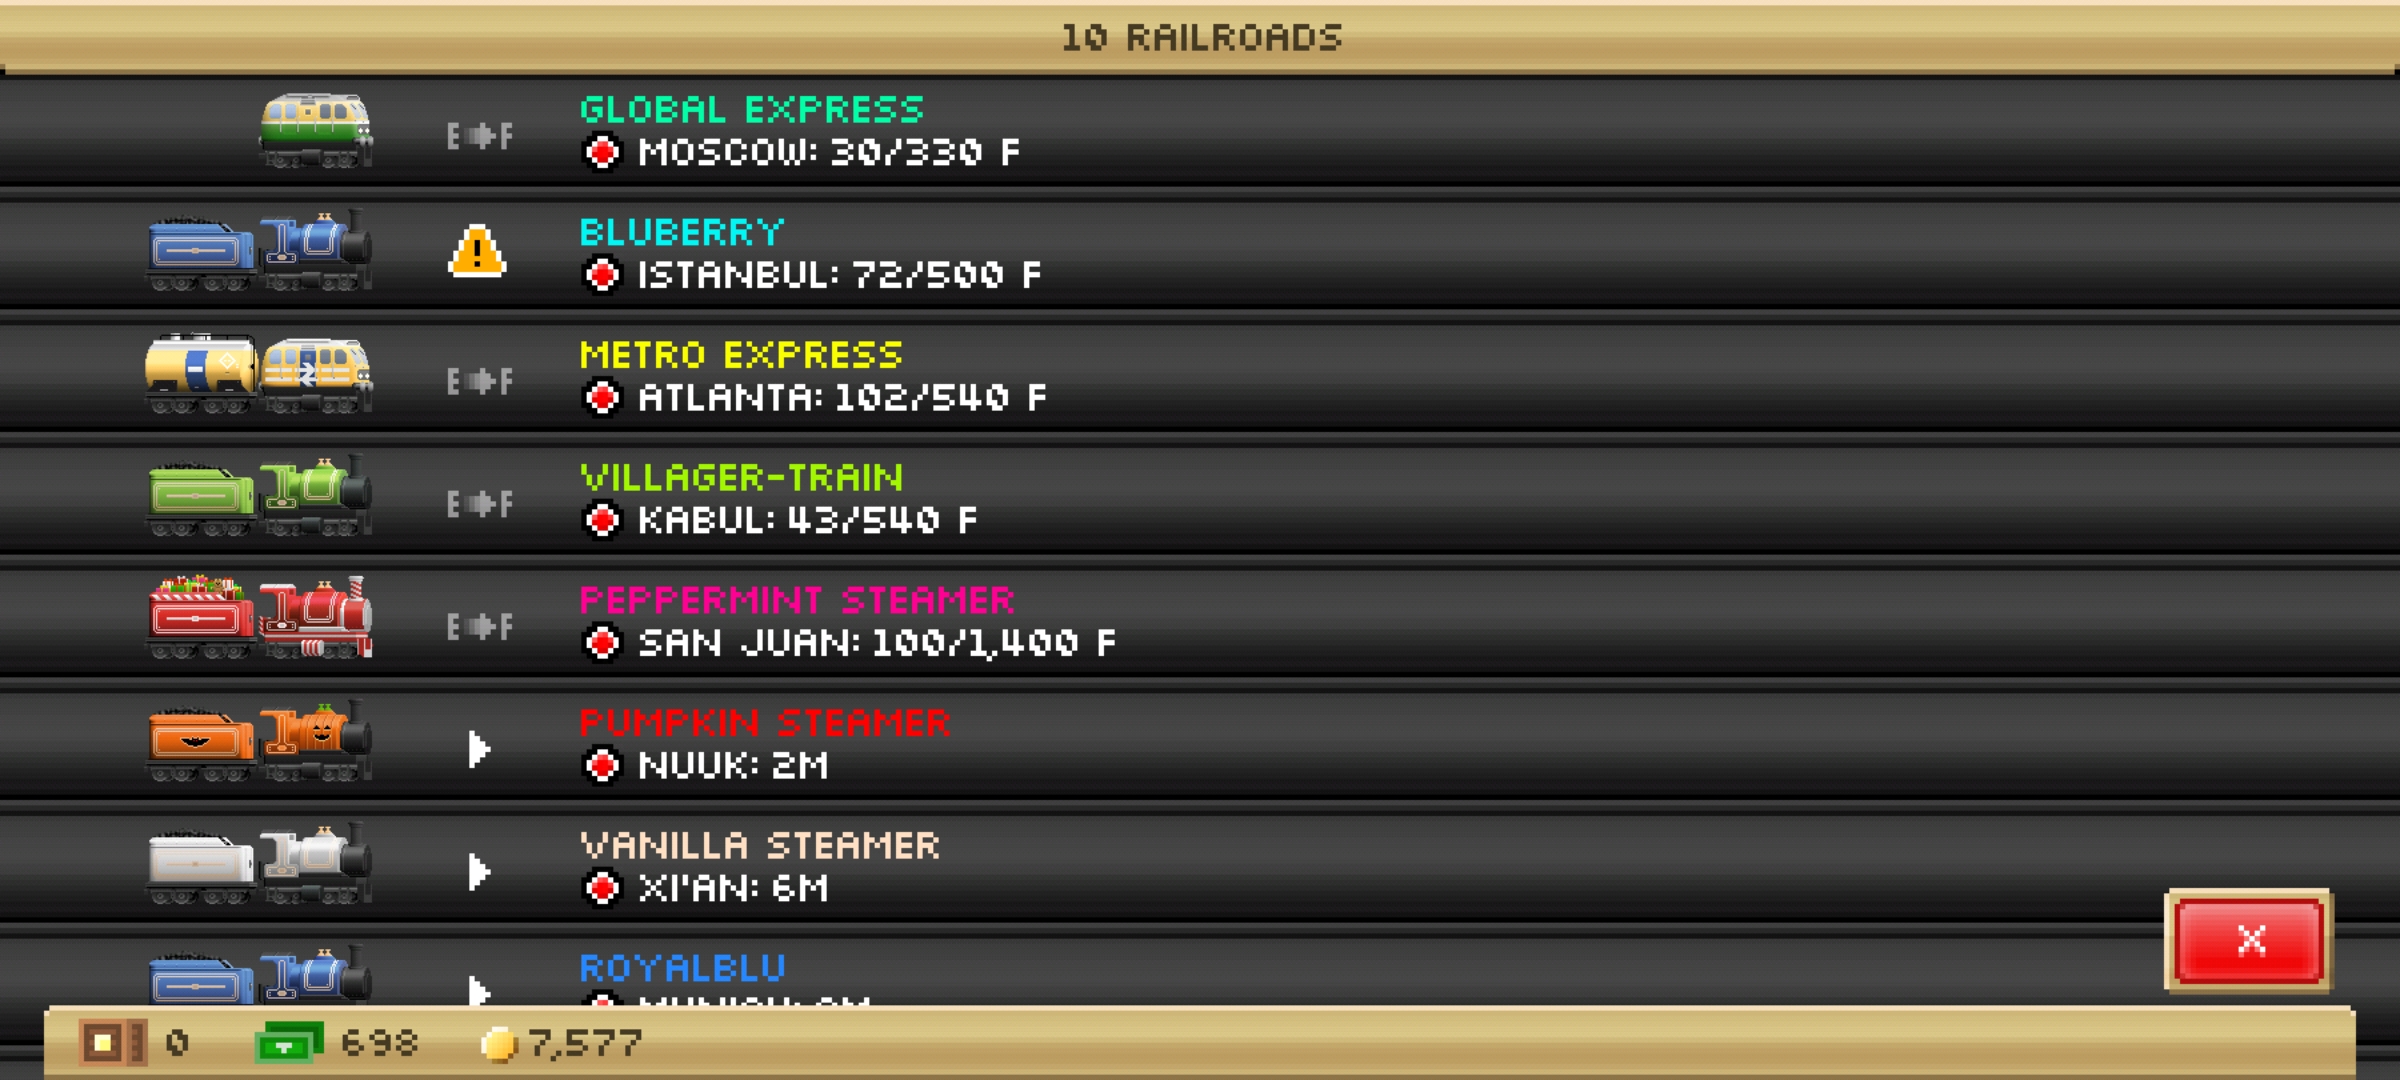 10 RAILROADS
E F
GLOBAL EXPRESS
MOSCOW: 30/330 F
!
BLUBERRY
ISTANBUL: 72/500 F
E F
METRO EXPRESS
ATLANTA: 102/540 F
E F
VILLAGER-TRAIN
KABUL: 43/540 F
E F
PEPPERMINT STEAMER
SAN JUAN: 100/1,400 F
PUMPKIN STEAMER
NUUK: 2M
VANILLA STEAMER
XI'AN: 6M
X
ROYALBLU
0 698 7,577